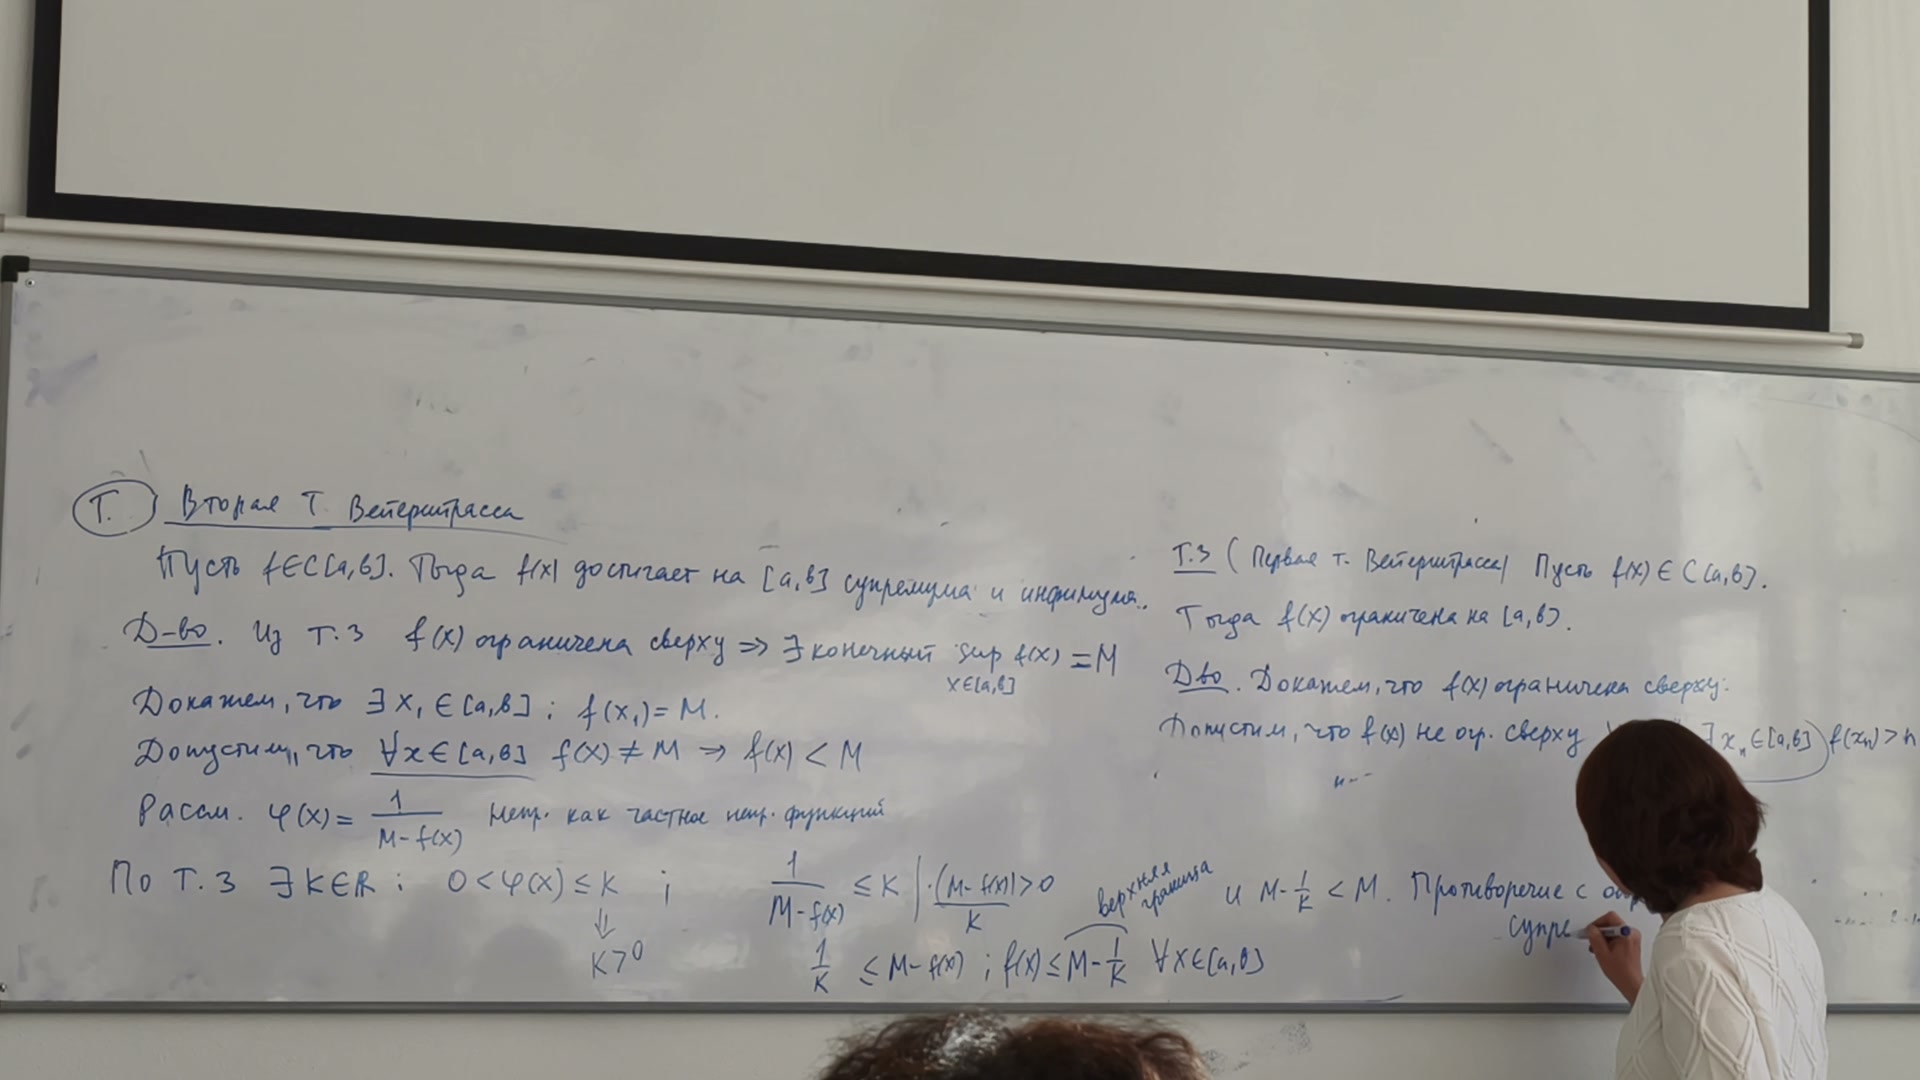 Т. Вторая Т. Вейерштрасса
Пусть f∈C[a,b]. Тогда f(x) достигает на [a,b] супремума и инфимума.
Д-во. Из Т.3 f(x) ограничена сверху ⇒ ∃ конечный sup f(x) = M
x∈[a,b]
Докажем, что ∃ x₁ ∈ [a,b] : f(x₁) = M.
Допустим, что ∀x∈[a,b] f(x) ≠ M ⇒ f(x) < M
Рассм. φ(x) = 1/(M-f(x)) непр. как частное непр. функций
По Т.3 ∃ K∈ℝ : 0 < φ(x) ≤ K ;
⇓
K > 0
1/(M-f(x)) ≤ K | ·(M-f(x))/K > 0
1/K ≤ M-f(x) ; f(x) ≤ M - 1/K ∀x∈[a,b]
верхняя граница
и M - 1/K < M. Противоречие с
супре
Т.3 (Первая т. Вейерштрасса) Пусть f(x) ∈ C[a,b].
Тогда f(x) ограничена на [a,b].
Д-во. Докажем, что f(x) ограничена сверху.
Допустим, что f(x) не огр. сверху ∃ xₙ ∈ [a,b] f(xₙ) > n